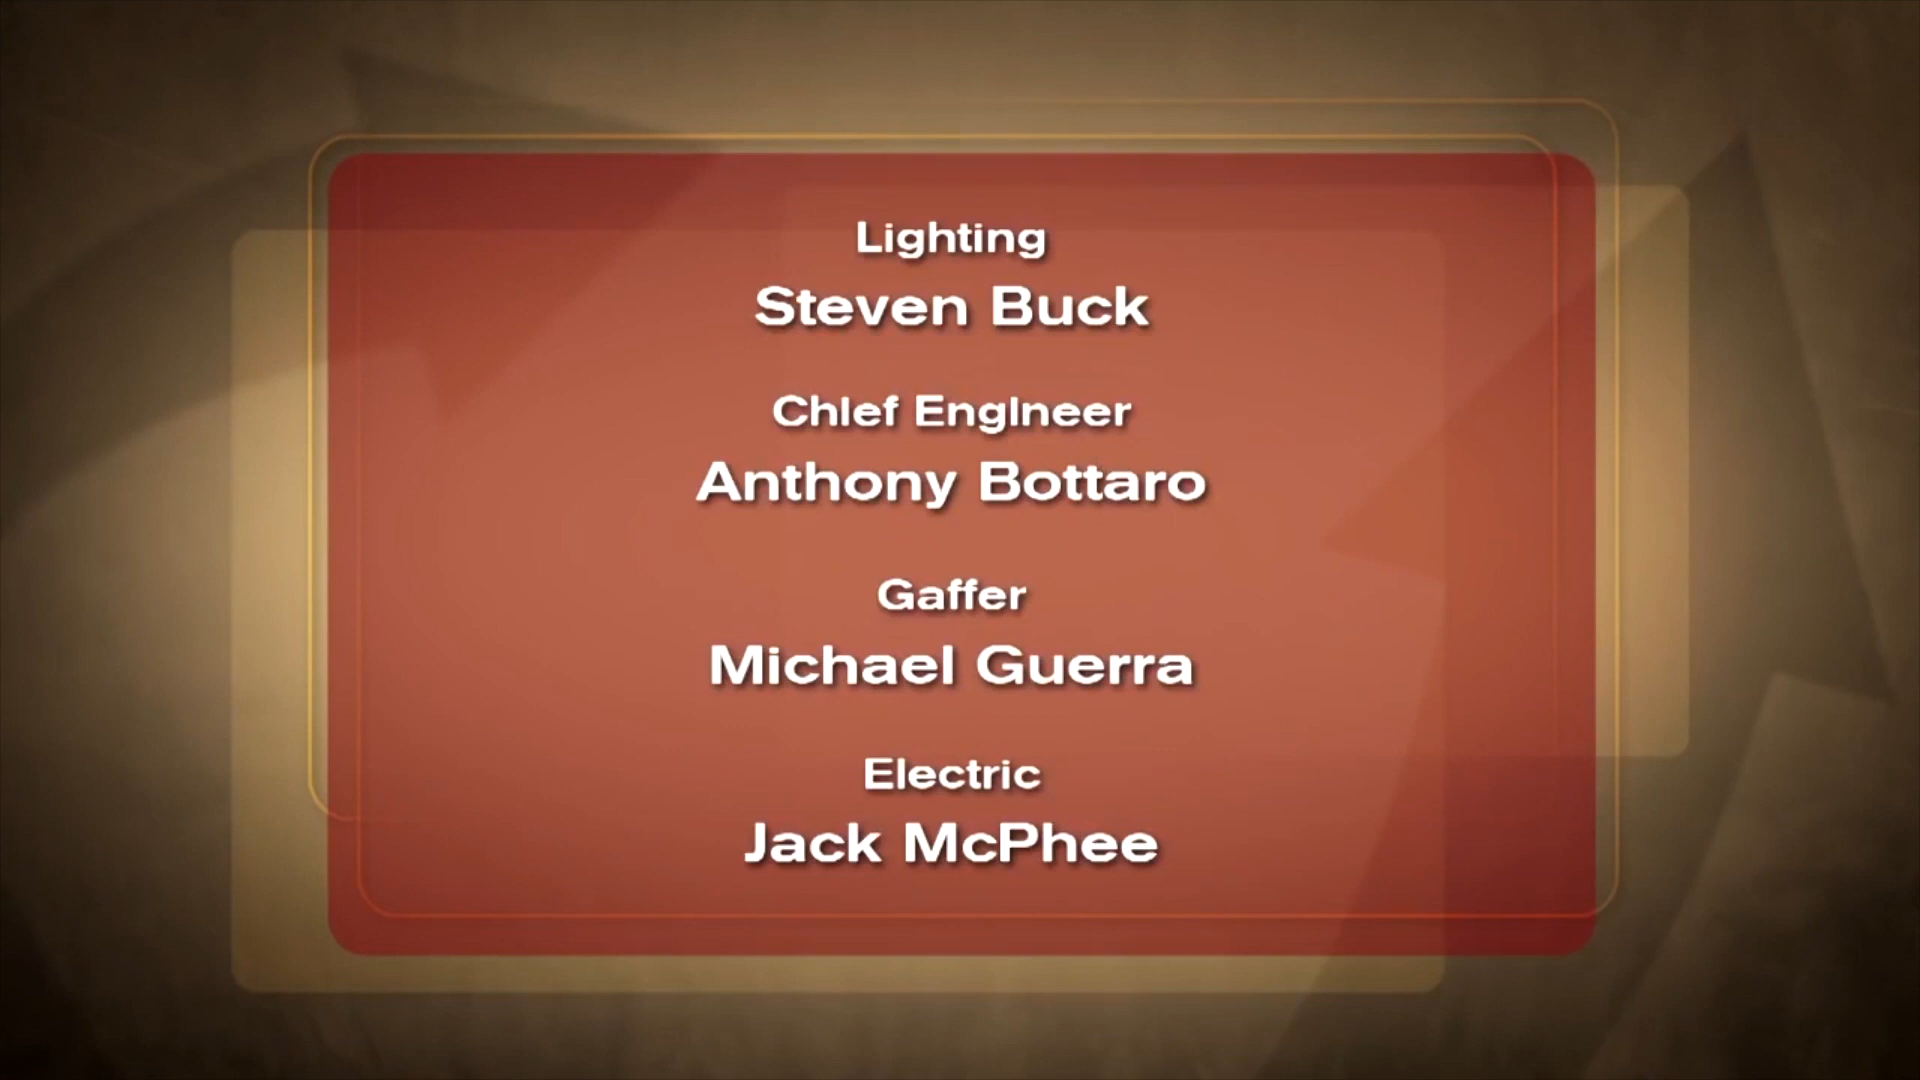 Lighting
Steven Buck
Chief Engineer
Anthony Bottaro
Gaffer
Michael Guerra
Electric
Jack McPhee